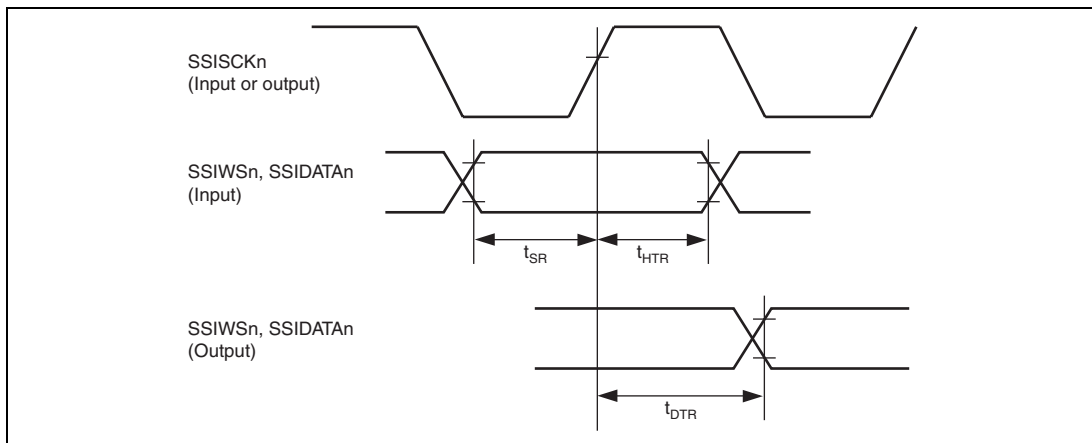 SSISCKn
(Input or output)
SSIWSn, SSIDATAn
(Input)
tSR
tHTR
SSIWSn, SSIDATAn
(Output)
tDTR